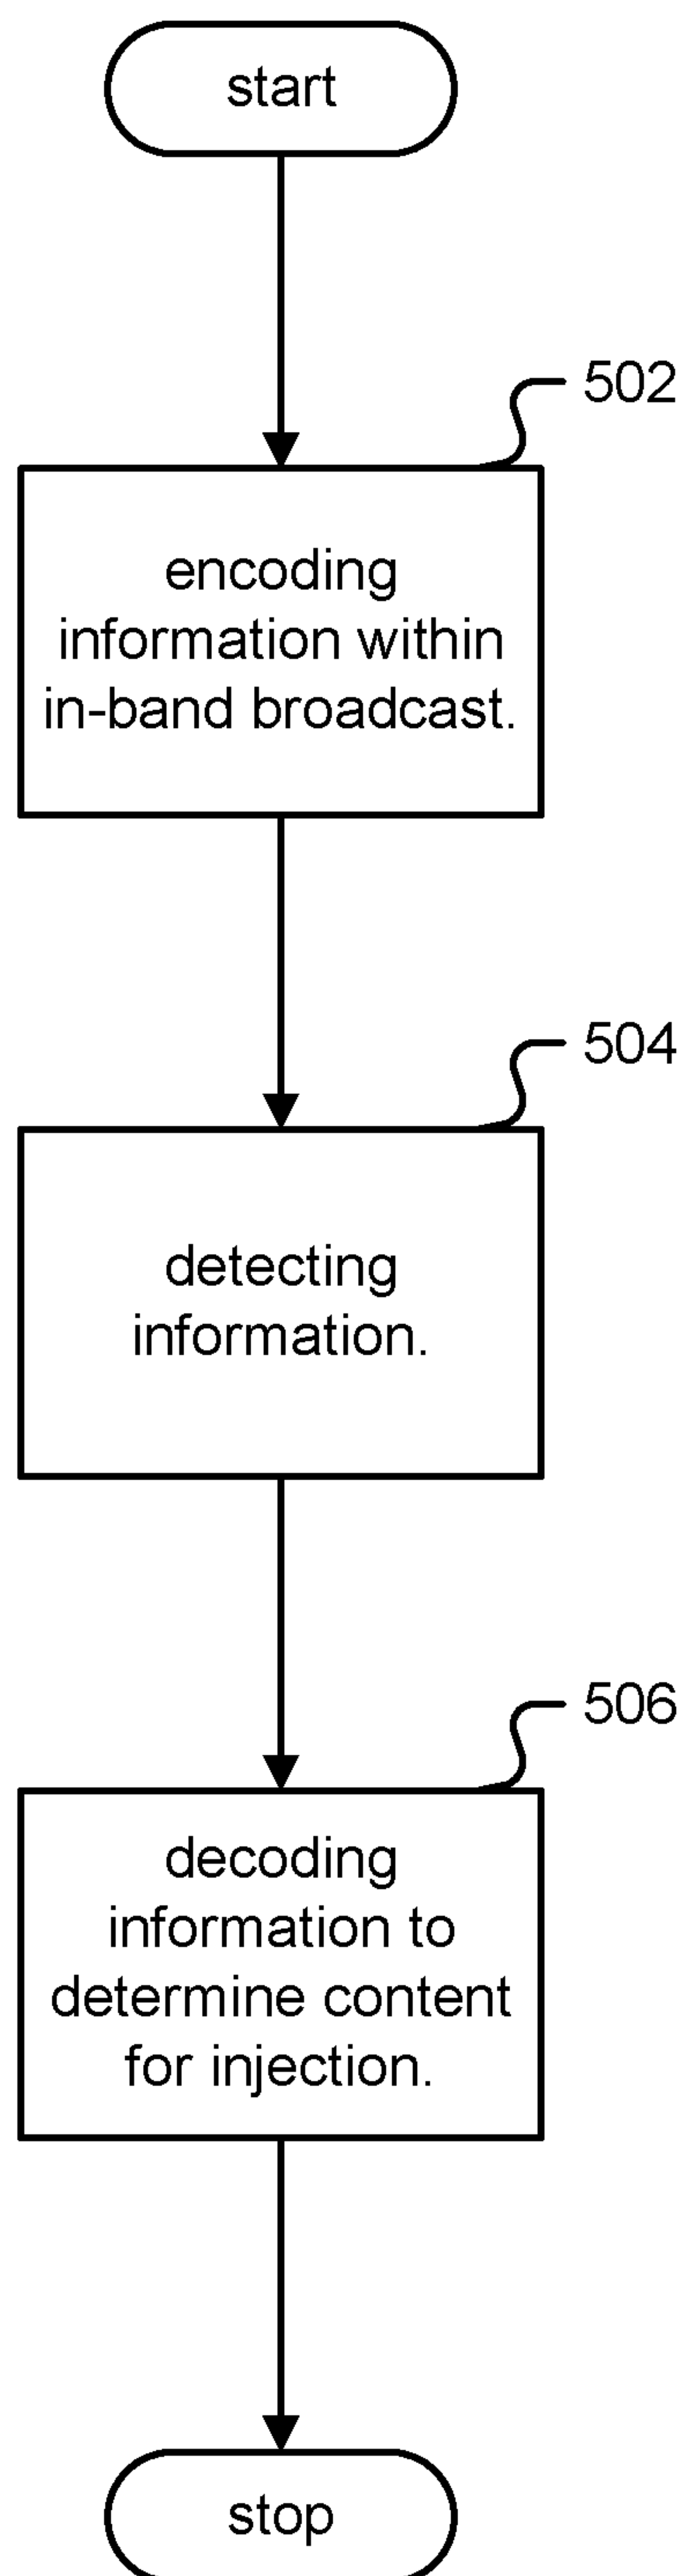 start
502
encoding
information within
in-band broadcast.
504
detecting
information.
506
decoding
information to
determine content
for injection.
stop